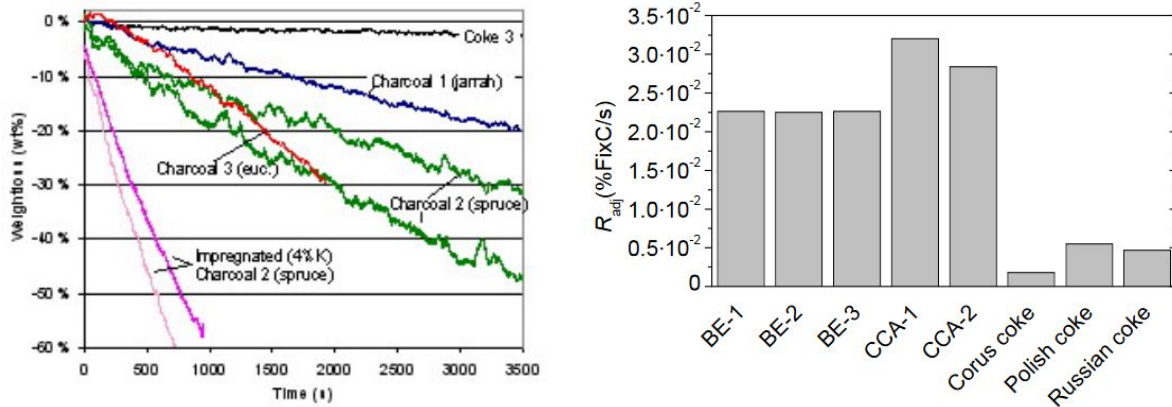 0 %
-10 %
-20 %
-30 %
-40 %
-50 %
-60 %
Weightloss (wt%)
Coke 3
Charcoal 1 (jarrah)
Charcoal 3 (euc.)
Charcoal 2 (spruce)
Impregnated (4% K)
Charcoal 2 (spruce)
0 500 1000 1500 2000 2500 3000 3500
Time (s)
3.5·10-2
3.0·10-2
2.5·10-2
2.0·10-2
1.5·10-2
1.0·10-2
0.5·10-2
0
Radj(%FixC/s)
BE-1
BE-2
BE-3
CCA-1
CCA-2
Corus coke
Polish coke
Russian coke